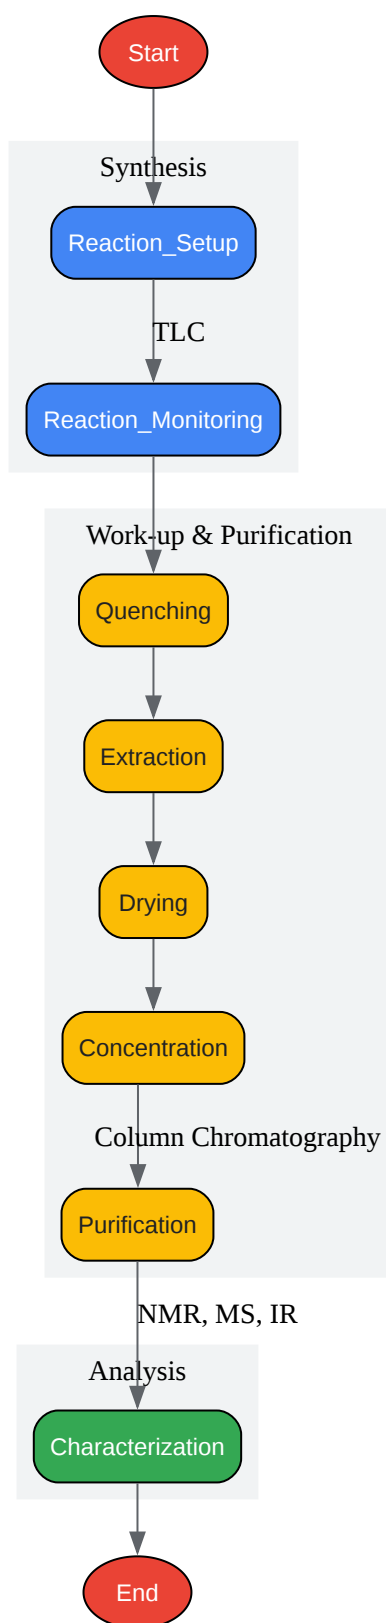 Start
Synthesis
Reaction_Setup
TLC
Reaction_Monitoring
Work-up & Purification
Quenching
Extraction
Drying
Concentration
Column Chromatography
Purification
NMR, MS, IR
Analysis
Characterization
End